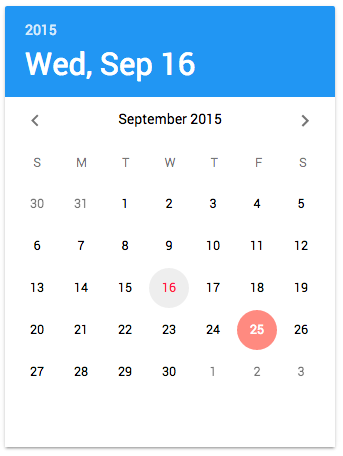 2015
Wed, Sep 16
September 2015
S M T W T F S
30 31 1 2 3 4 5
6 7 8 9 10 11 12
13 14 15 16 17 18 19
20 21 22 23 24 25 26
27 28 29 30 1 2 3